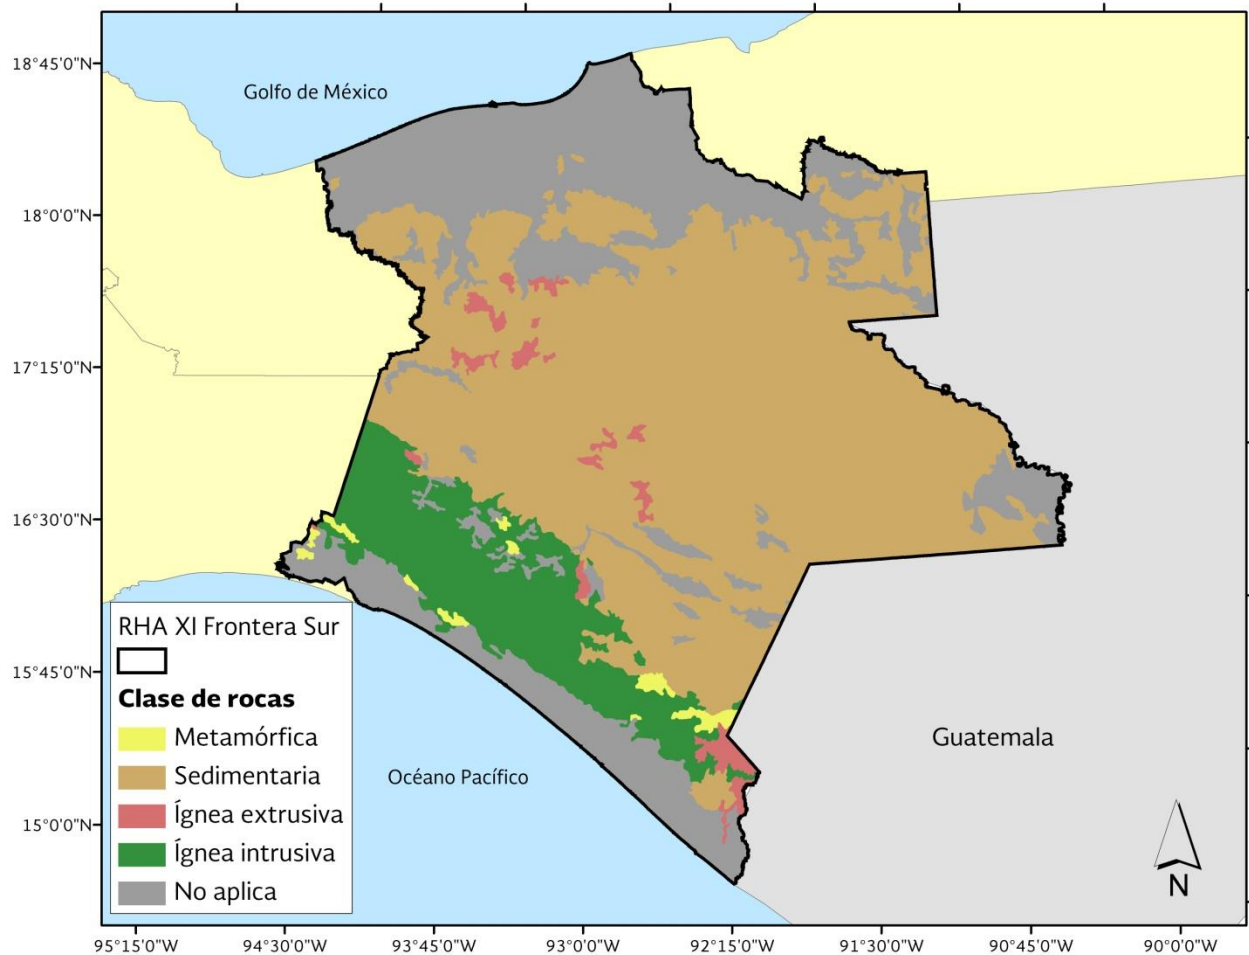 18°45'0"N
Golfo de México
18°0'0"N
17°15'0"N
16°30'0"N
RHA XI Frontera Sur
15°45'0"N
Clase de rocas
Metamórfica
Guatemala
Sedimentaria
Océano Pacífico
Ígnea extrusiva
15°0'0"N
Ígnea intrusiva
No aplica
N
95°15'0"W 94°30'0"W 93°45'0"W 93°0'0"W 92°15'0"W 91°30'0"W 90°45'0"W 90°0'0"W